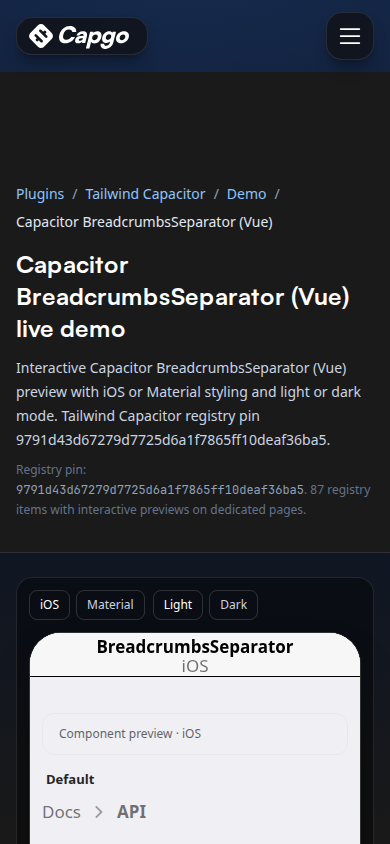 Capgo
Plugins / Tailwind Capacitor / Demo /
Capacitor BreadcrumbsSeparator (Vue)
Capacitor
BreadcrumbsSeparator (Vue)
live demo
Interactive Capacitor BreadcrumbsSeparator (Vue)
preview with iOS or Material styling and light or dark
mode. Tailwind Capacitor registry pin
9791d43d67279d7725d6a1f7865ff10deaf36ba5.
Registry pin:
9791d43d67279d7725d6a1f7865ff10deaf36ba5. 87 registry
items with interactive previews on dedicated pages.
iOS Material Light Dark
BreadcrumbsSeparator
iOS
Component preview · iOS
Default
Docs > API